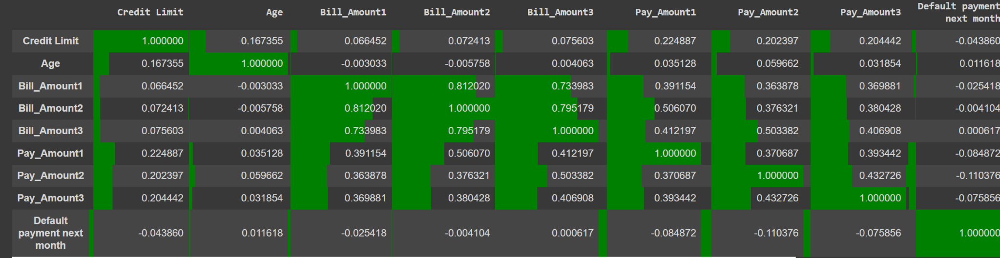 Credit Limit Age Bill_Amount1 Bill_Amount2 Bill_Amount3 Pay_Amount1 Pay_Amount2 Pay_Amount3 Default payment next month
Credit Limit 1.000000 0.167355 0.066452 0.072413 0.075603 0.224887 0.202397 0.204442 -0.043860
Age 0.167355 1.000000 -0.003033 -0.005758 0.004063 0.035128 0.059662 0.031854 0.011618
Bill_Amount1 0.066452 -0.003033 1.000000 0.812020 0.733983 0.391154 0.363878 0.369881 -0.025418
Bill_Amount2 0.072413 -0.005758 0.812020 1.000000 0.795179 0.506070 0.376321 0.380428 -0.004104
Bill_Amount3 0.075603 0.004063 0.733983 0.795179 1.000000 0.412197 0.503382 0.406908 0.000617
Pay_Amount1 0.224887 0.035128 0.391154 0.506070 0.412197 1.000000 0.370687 0.393442 -0.084872
Pay_Amount2 0.202397 0.059662 0.363878 0.376321 0.503382 0.370687 1.000000 0.432726 -0.110376
Pay_Amount3 0.204442 0.031854 0.369881 0.380428 0.406908 0.393442 0.432726 1.000000 -0.075856
Default payment next month -0.043860 0.011618 -0.025418 -0.004104 0.000617 -0.084872 -0.110376 -0.075856 1.000000